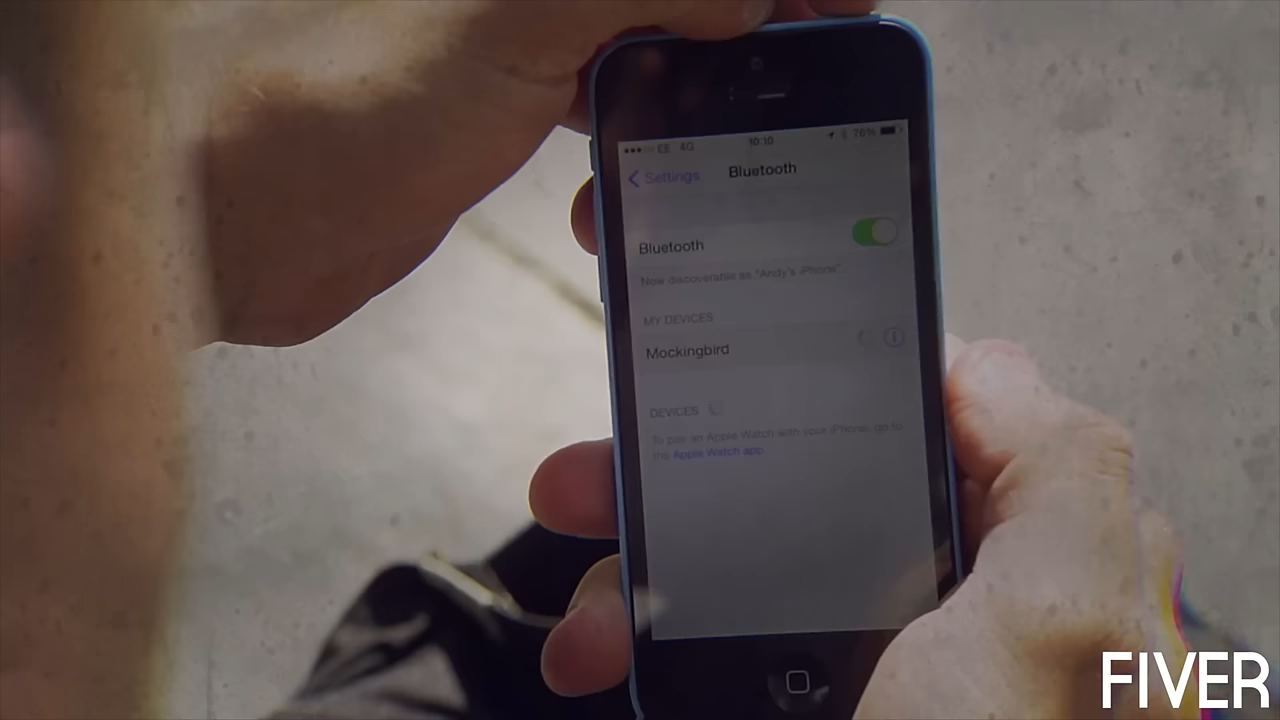 ●●●○○ EE 4G 10:10 76%
Settings Bluetooth
Bluetooth
Now discoverable as "Andy's iPhone".
MY DEVICES
Mockingbird
DEVICES
To pair an Apple Watch with your iPhone, go to
the Apple Watch app.
FIVER